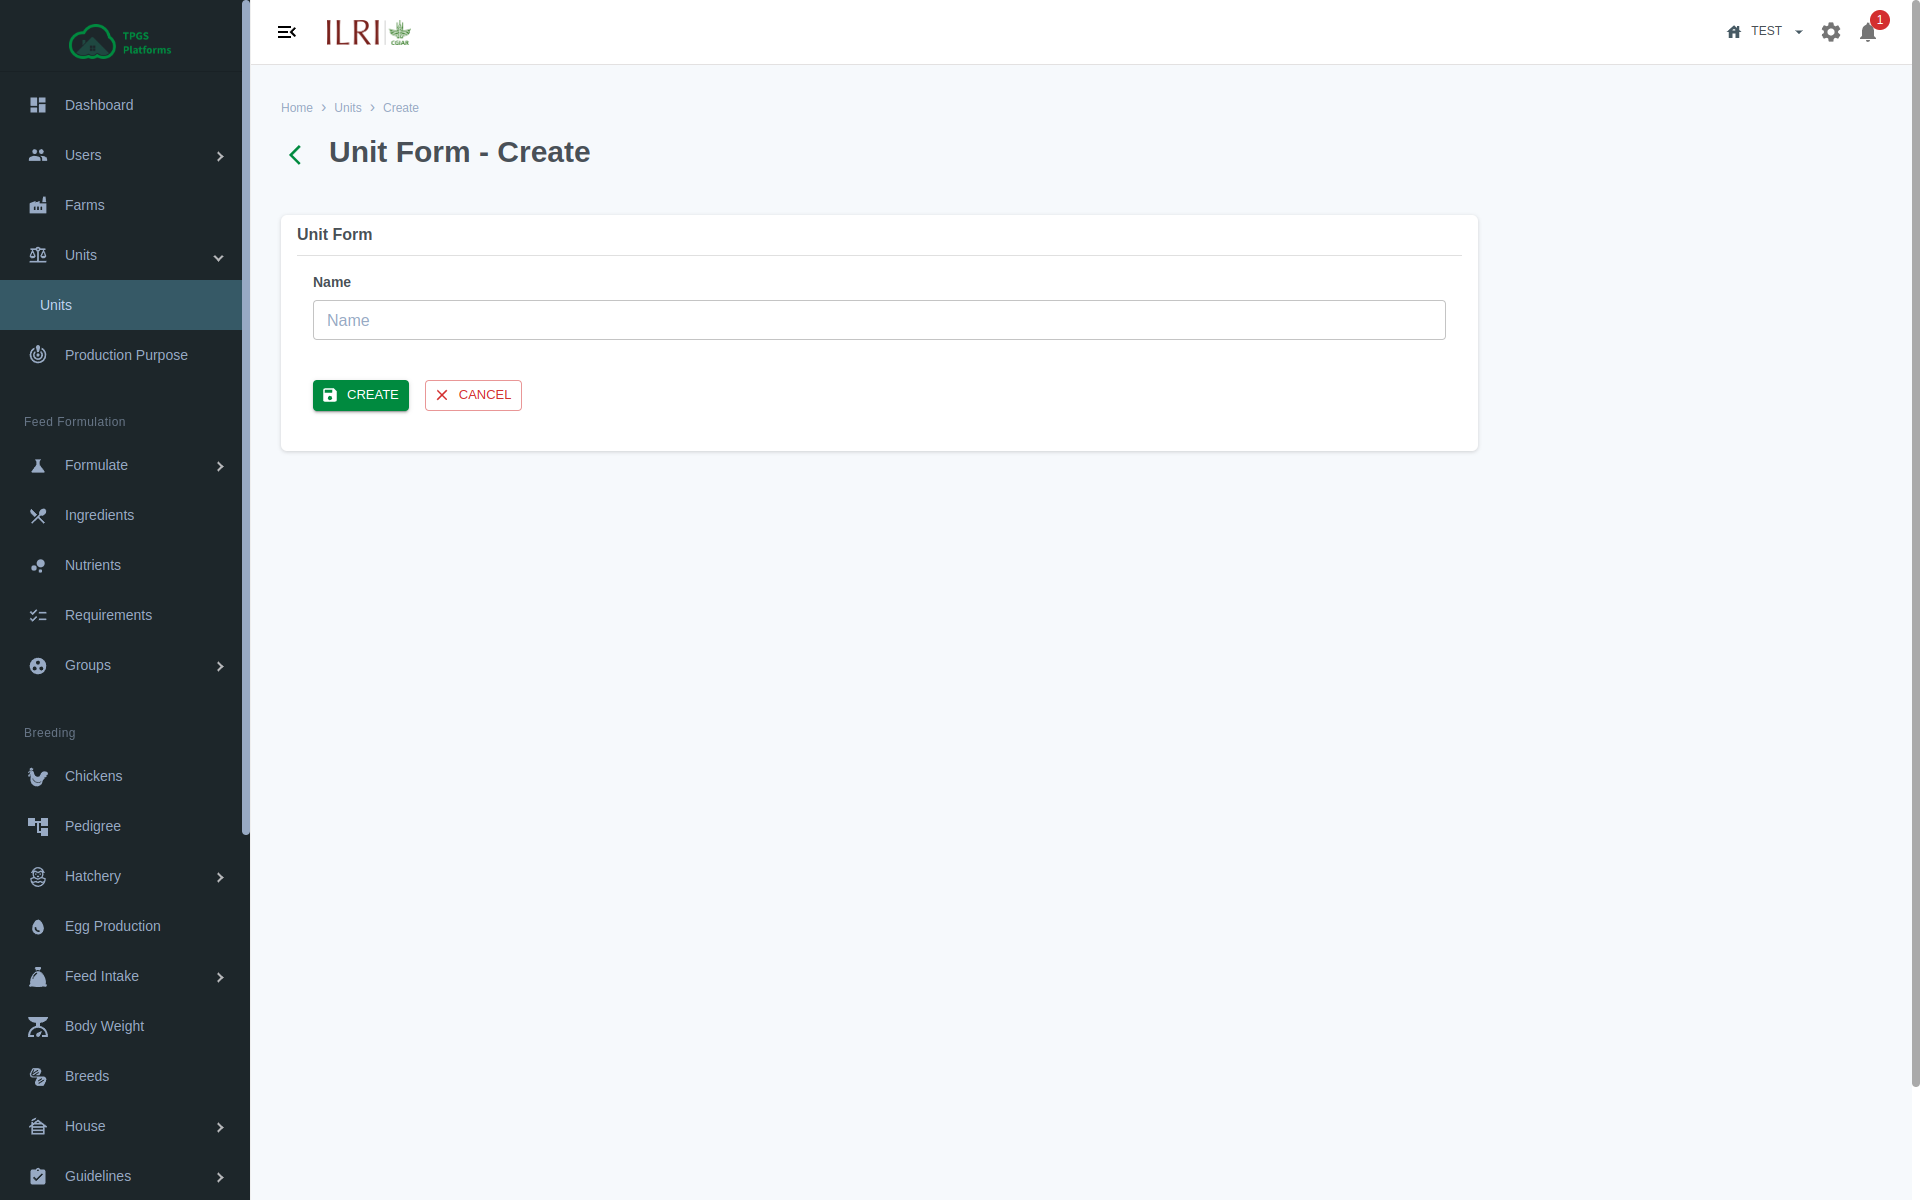 TPGS
Platforms
Dashboard
Users
Farms
Units
Units
Production Purpose
Feed Formulation
Formulate
Ingredients
Nutrients
Requirements
Groups
Breeding
Chickens
Pedigree
Hatchery
Egg Production
Feed Intake
Body Weight
Breeds
House
Guidelines
ILRI
CGIAR
TEST
1
Home > Units > Create
Unit Form - Create
Unit Form
Name
Name
CREATE
CANCEL